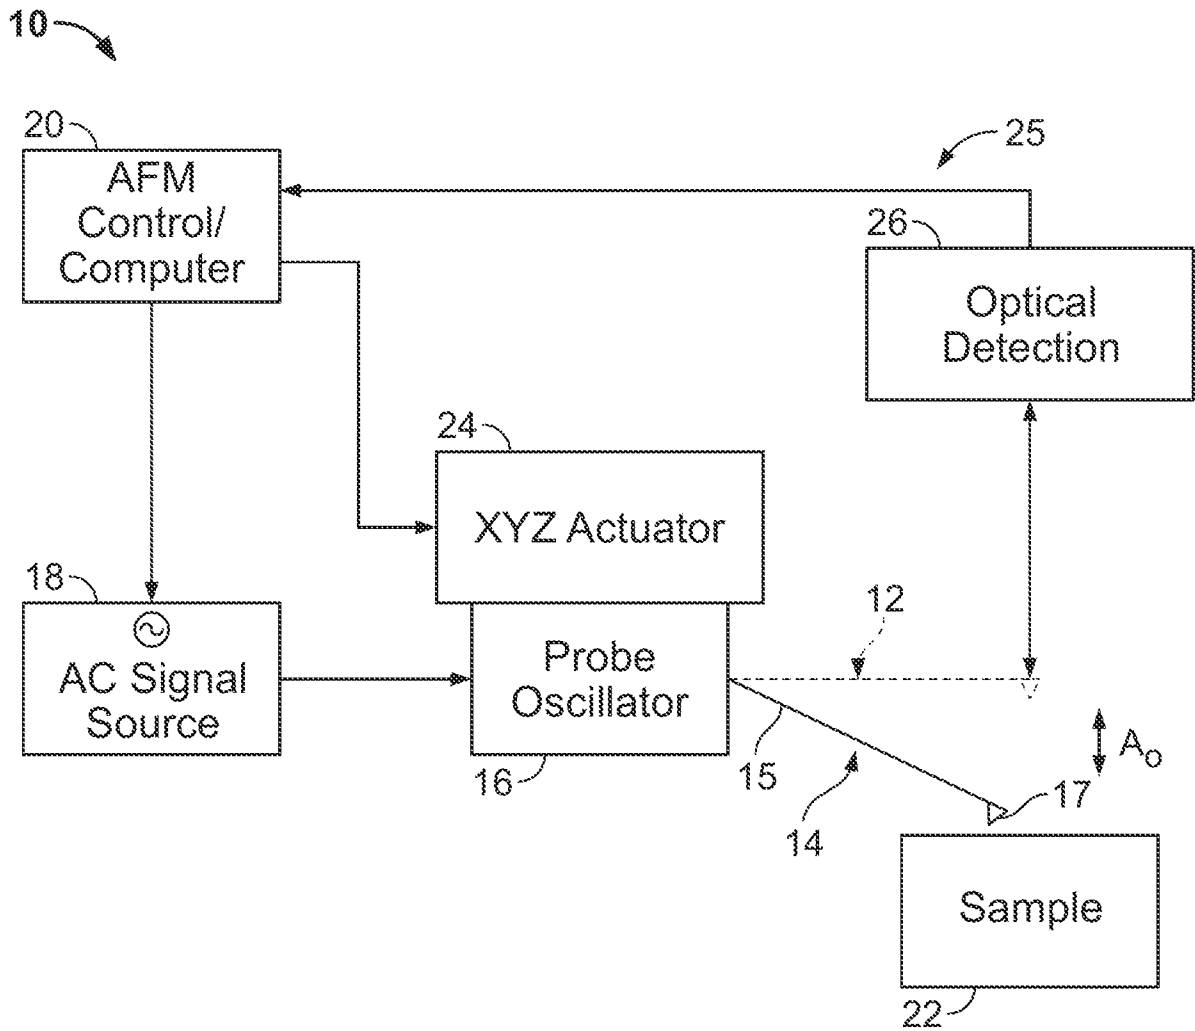 10
20
AFM
Control/
Computer
25
26
Optical
Detection
24
XYZ Actuator
18
AC Signal
Source
Probe
Oscillator
12
16
15
14
Ao
17
Sample
22